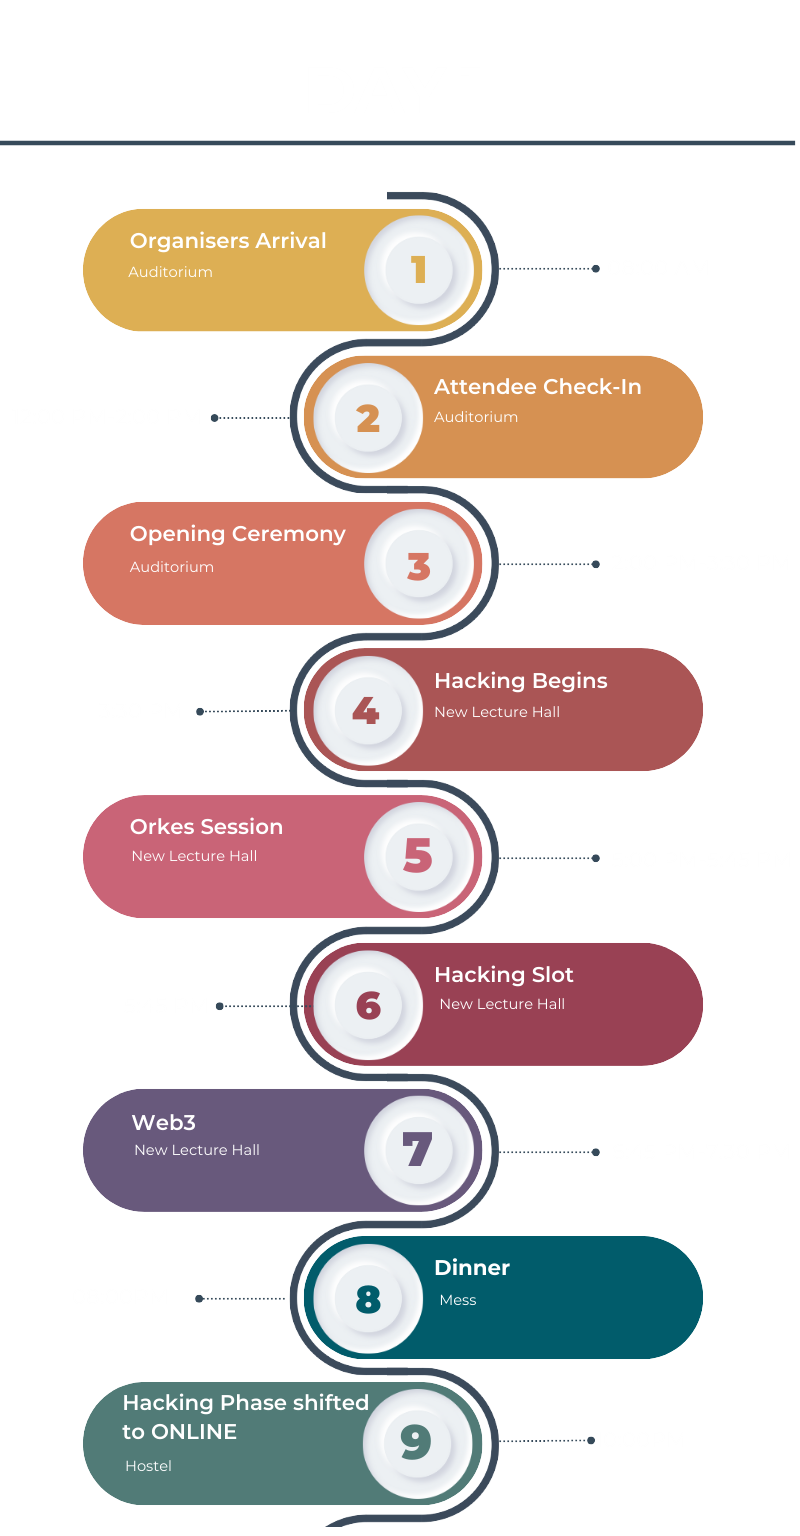 Organisers Arrival
Auditorium
1
Attendee Check-In
Auditorium
2
Opening Ceremony
Auditorium
3
Hacking Begins
New Lecture Hall
4
Orkes Session
New Lecture Hall
5
Hacking Slot
New Lecture Hall
6
Web3
New Lecture Hall
7
Dinner
Mess
8
Hacking Phase shifted
to ONLINE
Hostel
9